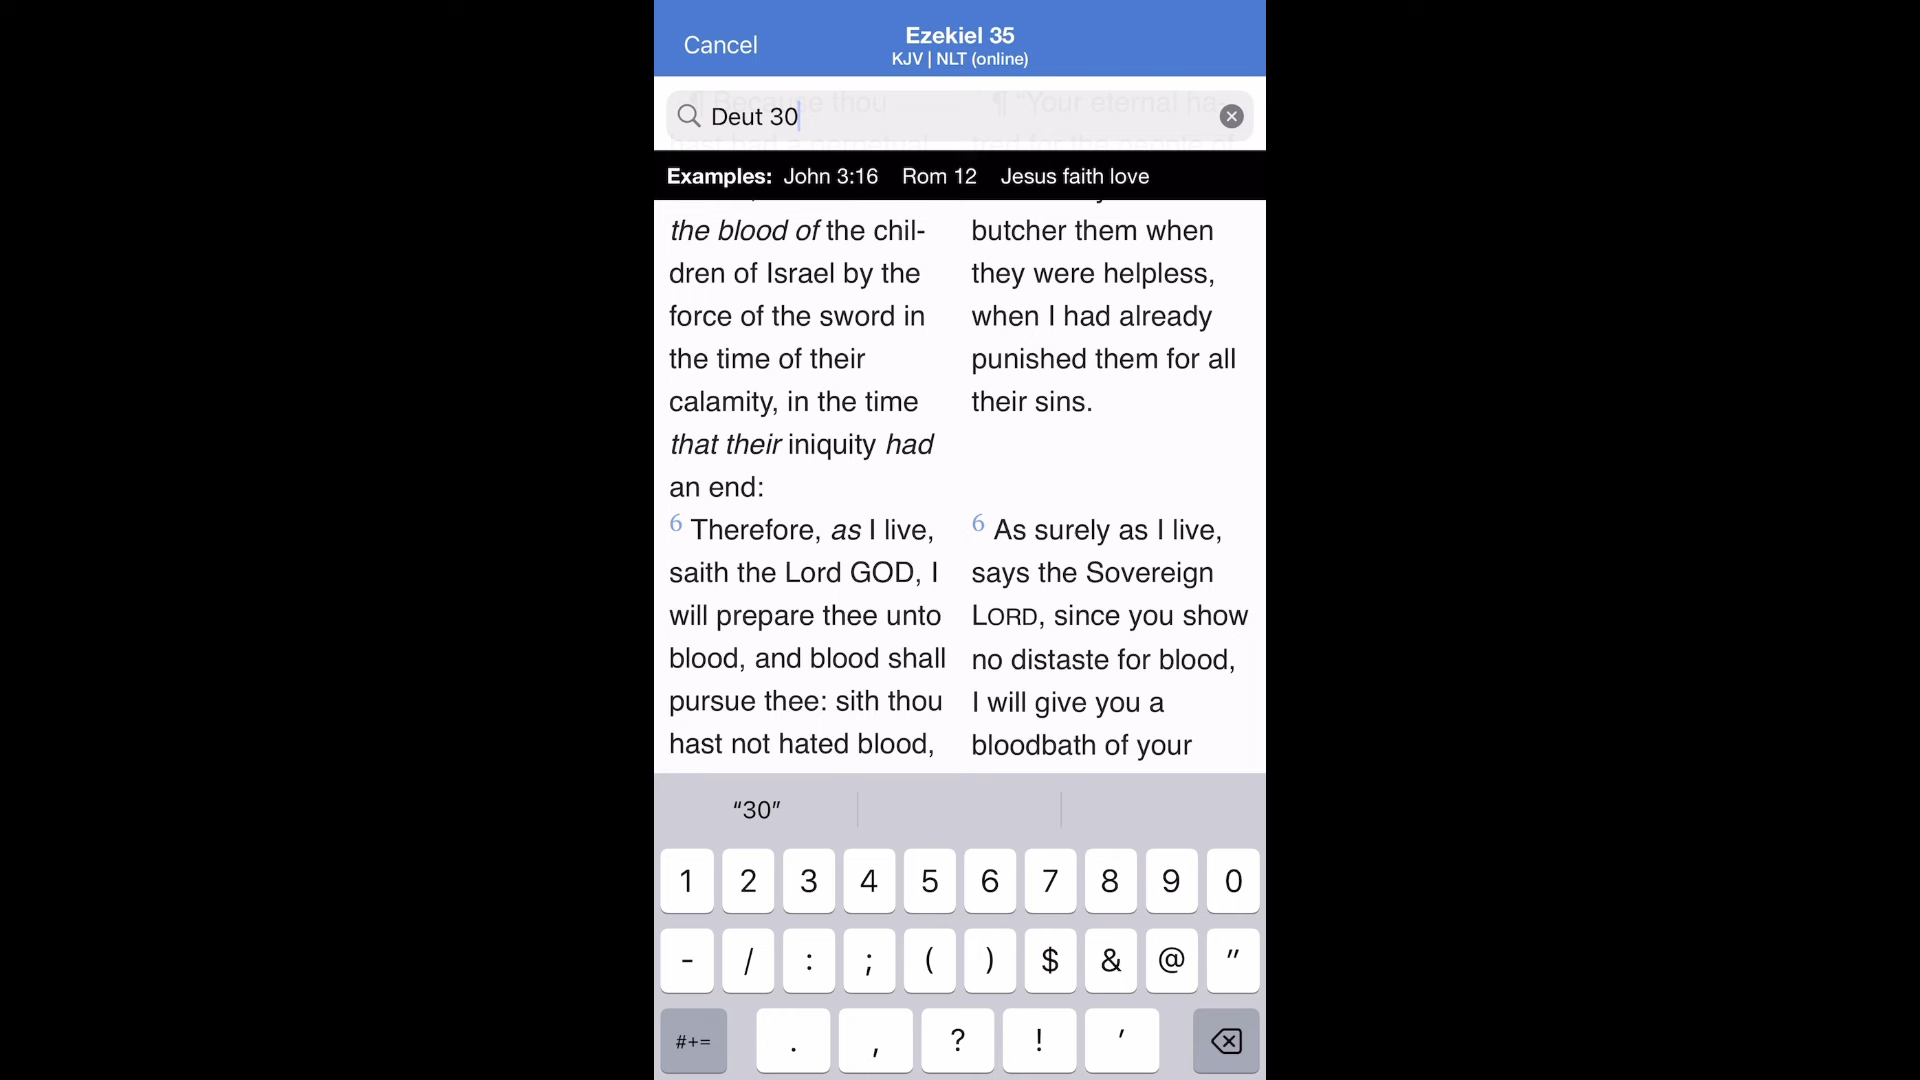 Cancel
Ezekiel 35
KJV | NLT (online)
¶ Because thou
¶ "Your eternal ha-
Deut 30
Examples: John 3:16 Rom 12 Jesus faith love
the blood of the chil-
dren of Israel by the
force of the sword in
the time of their
calamity, in the time
that their iniquity had
an end:
6 Therefore, as I live,
saith the Lord GOD, I
will prepare thee unto
blood, and blood shall
pursue thee: sith thou
hast not hated blood,
butcher them when
they were helpless,
when I had already
punished them for all
their sins.
6 As surely as I live,
says the Sovereign
LORD, since you show
no distaste for blood,
I will give you a
bloodbath of your
“30”
1 2 3 4 5 6 7 8 9 0
- / : ; ( ) $ & @ "
#+= . , ? ! '